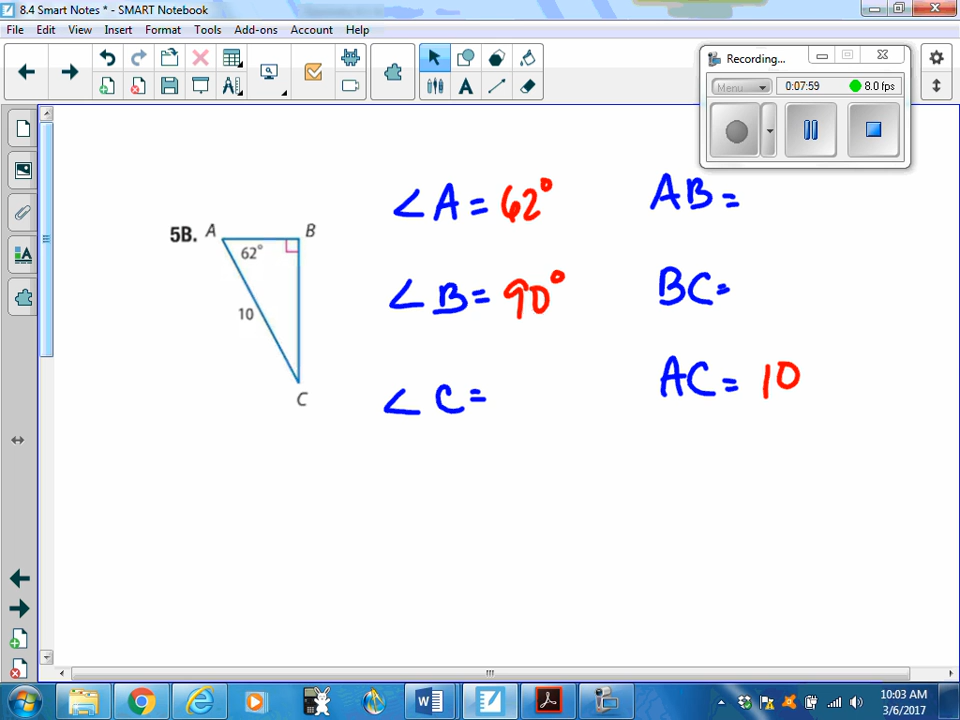 8.4 Smart Notes * - SMART Notebook
File Edit View Insert Format Tools Add-ons Account Help
Recording...
Menu 0:07:59 8.0 fps
∠A = 62° AB =
5B. A B
62°
∠B = 90° BC =
10
∠C = AC = 10
C
10:03 AM
3/6/2017